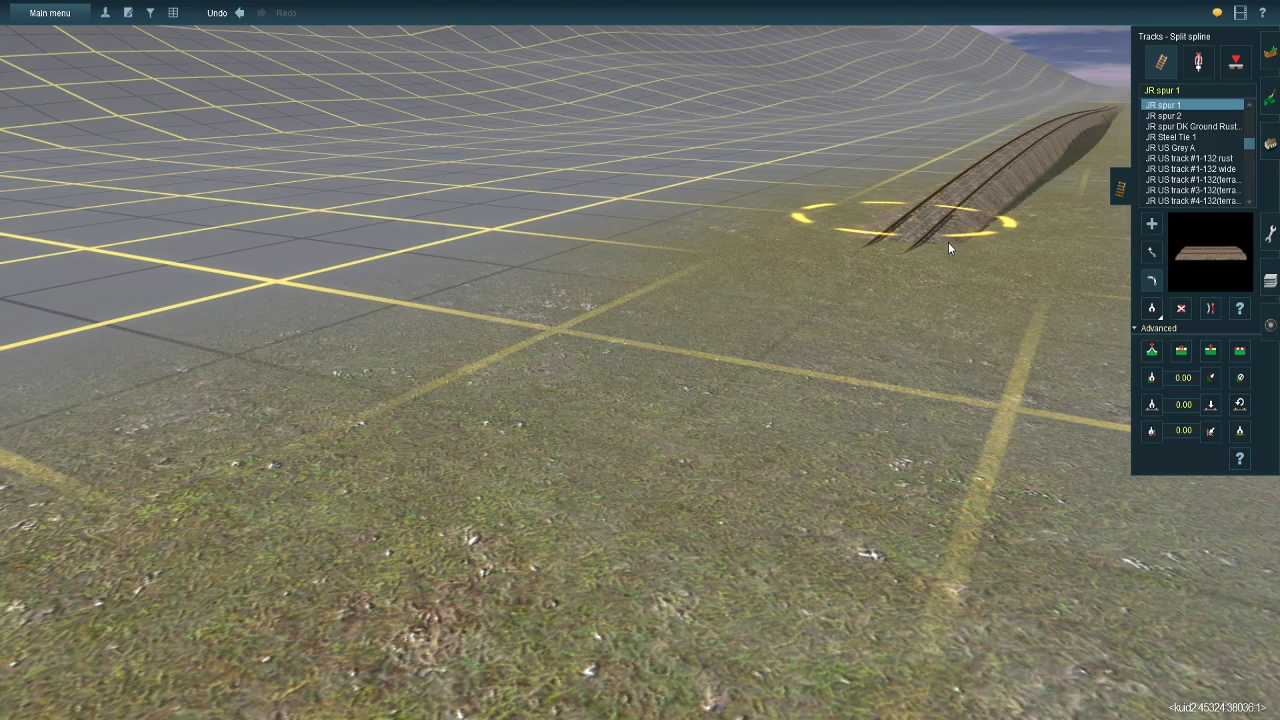 Main menu
Undo
Redo
?
Tracks - Split spline
JR spur 1
JR spur 1
JR spur 2
JR spur DK Ground Rust...
JR Steel Tie 1
JR US Grey A
JR US track #1-132 rust
JR US track #1-132 wide
JR US track #1-132(terra...
JR US track #3-132(terra...
JR US track #4-132(terra...
?
Advanced
0.00
0.00
0.00
?
<kuid2:45324:38036:1>